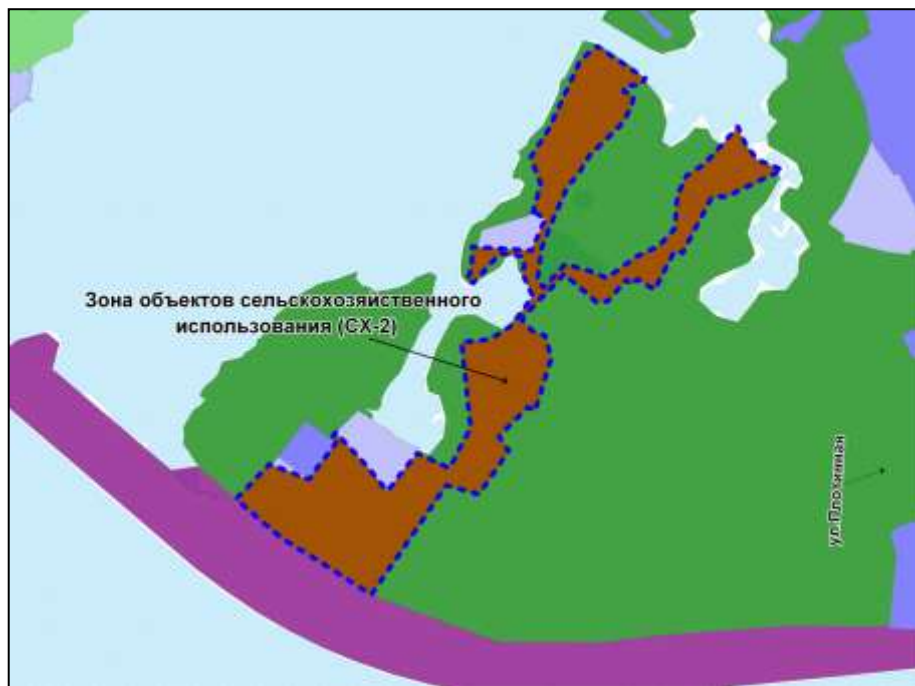 Зона объектов сельскохозяйственного
использования (СХ-2)
ул.Плотинная